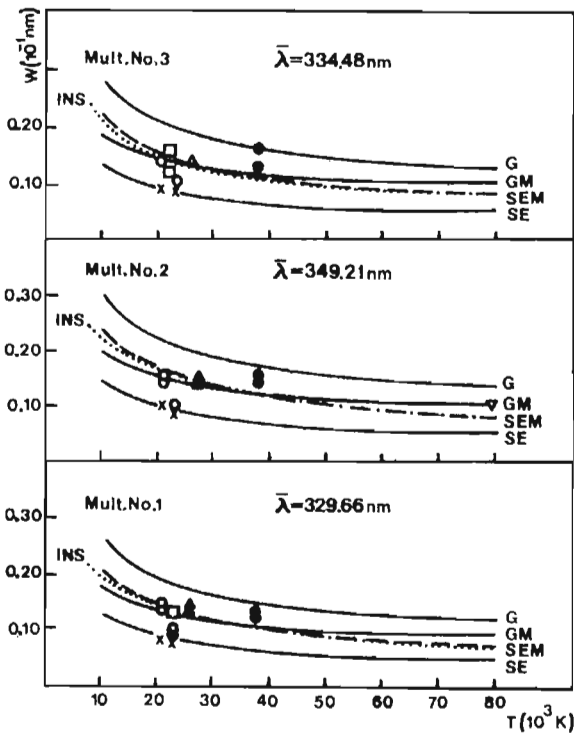 W(10⁻¹nm)
Mult.No.3 λ̄=334.48nm
INS
0.20
0.10
G
GM
SEM
SE
Mult.No.2 λ̄=349.21nm
0.30
INS
0.20
0.10
G
GM
SEM
SE
Mult.No.1 λ̄=329.66nm
0.30
INS
0.20
0.10
G
GM
SEM
SE
10 20 30 40 50 60 70 80
T(10³K)